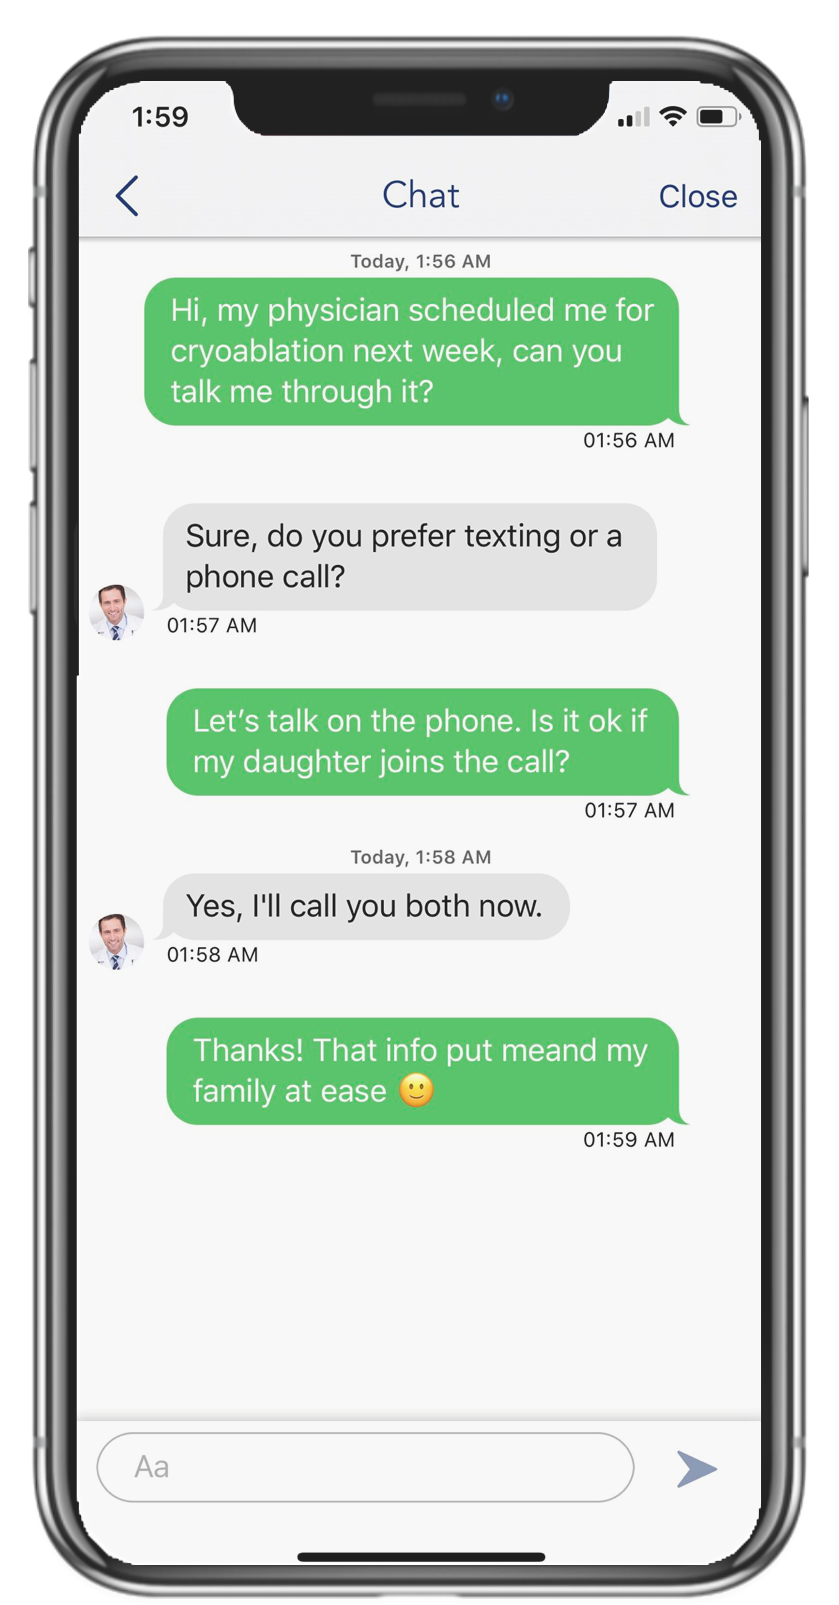 1:59
Chat
Close
Today, 1:56 AM
Hi, my physician scheduled me for
cryoablation next week, can you
talk me through it?
01:56 AM
Sure, do you prefer texting or a
phone call?
01:57 AM
Let’s talk on the phone. Is it ok if
my daughter joins the call?
01:57 AM
Today, 1:58 AM
Yes, I'll call you both now.
01:58 AM
Thanks! That info put meand my
family at ease 🙂
01:59 AM
Aa